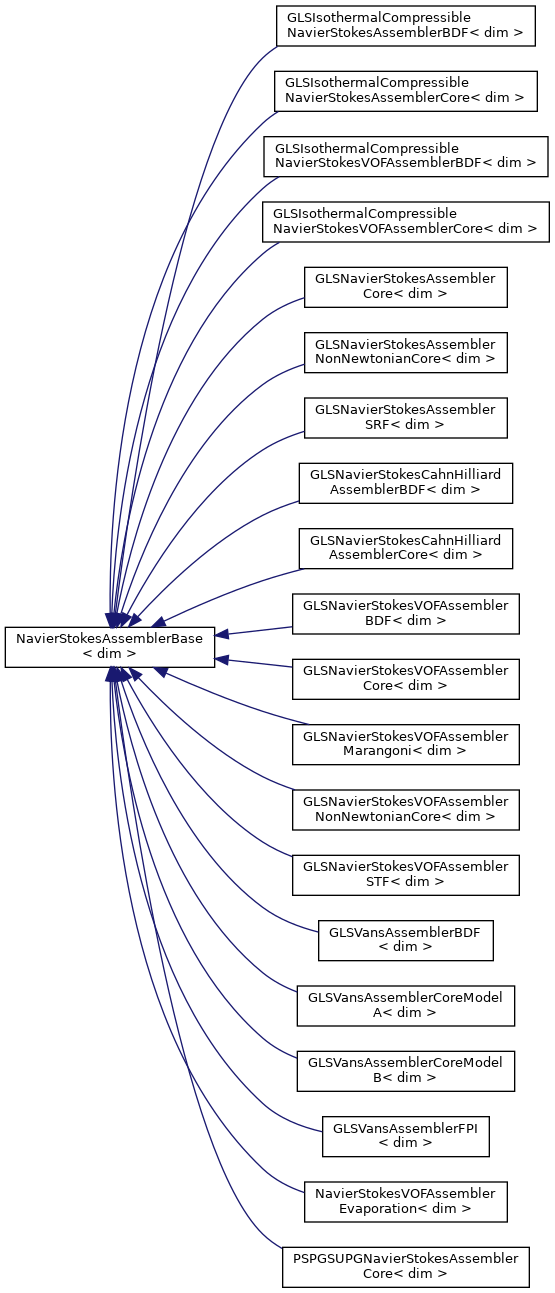 GLSIsothermalCompressible
NavierStokesAssemblerBDF< dim >
GLSIsothermalCompressible
NavierStokesAssemblerCore< dim >
GLSIsothermalCompressible
NavierStokesVOFAssemblerBDF< dim >
GLSIsothermalCompressible
NavierStokesVOFAssemblerCore< dim >
GLSNavierStokesAssembler
Core< dim >
GLSNavierStokesAssembler
NonNewtonianCore< dim >
GLSNavierStokesAssembler
SRF< dim >
GLSNavierStokesCahnHilliard
AssemblerBDF< dim >
GLSNavierStokesCahnHilliard
AssemblerCore< dim >
GLSNavierStokesVOFAssembler
BDF< dim >
NavierStokesAssemblerBase
< dim >
GLSNavierStokesVOFAssembler
Core< dim >
GLSNavierStokesVOFAssembler
Marangoni< dim >
GLSNavierStokesVOFAssembler
NonNewtonianCore< dim >
GLSNavierStokesVOFAssembler
STF< dim >
GLSVansAssemblerBDF
< dim >
GLSVansAssemblerCoreModel
A< dim >
GLSVansAssemblerCoreModel
B< dim >
GLSVansAssemblerFPI
< dim >
NavierStokesVOFAssembler
Evaporation< dim >
PSPGSUPGNavierStokesAssembler
Core< dim >